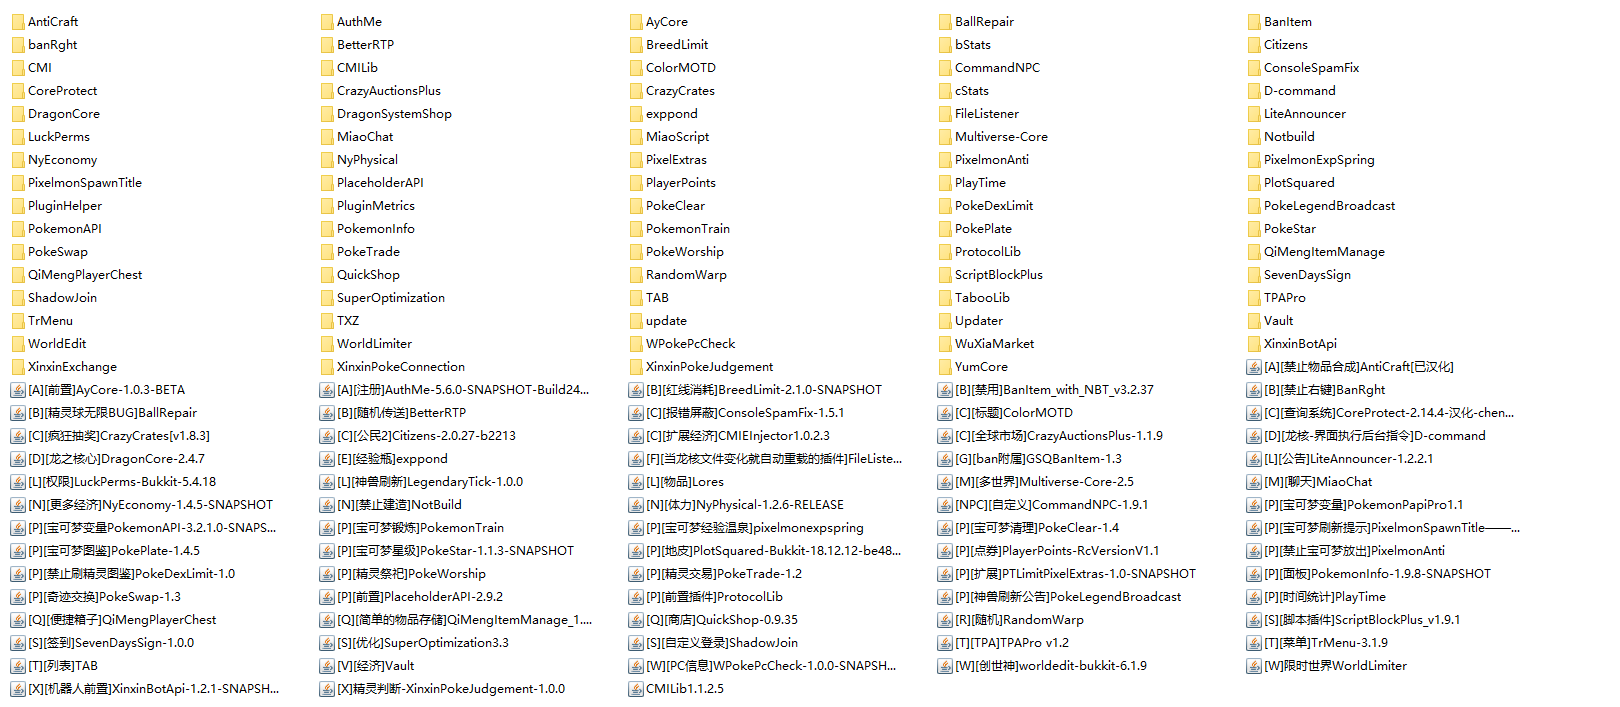 AntiCraft AuthMe AyCore BallRepair BanItem
banRght BetterRTP BreedLimit bStats Citizens
CMI CMILib ColorMOTD CommandNPC ConsoleSpamFix
CoreProtect CrazyAuctionsPlus CrazyCrates cStats D-command
DragonCore DragonSystemShop exppond FileListener LiteAnnouncer
LuckPerms MiaoChat MiaoScript Multiverse-Core Notbuild
NyEconomy NyPhysical PixelExtras PixelmonAnti PixelmonExpSpring
PixelmonSpawnTitle PlaceholderAPI PlayerPoints PlayTime PlotSquared
PluginHelper PluginMetrics PokeClear PokeDexLimit PokeLegendBroadcast
PokemonAPI PokemonInfo PokemonTrain PokePlate PokeStar
PokeSwap PokeTrade PokeWorship ProtocolLib QiMengItemManage
QiMengPlayerChest QuickShop RandomWarp ScriptBlockPlus SevenDaysSign
ShadowJoin SuperOptimization TAB TabooLib TPAPro
TrMenu TXZ update Updater Vault
WorldEdit WorldLimiter WPokePcCheck WuXiaMarket XinxinBotApi
XinxinExchange XinxinPokeConnection XinxinPokeJudgement YumCore [A][禁止物品合成]AntiCraft[已汉化]
[A][前置]AyCore-1.0.3-BETA [A][注册]AuthMe-5.6.0-SNAPSHOT-Build24... [B][红线消耗]BreedLimit-2.1.0-SNAPSHOT [B][禁用]BanItem_with_NBT_v3.2.37 [B][禁止右键]BanRght
[B][精灵球无限BUG]BallRepair [B][随机传送]BetterRTP [C][报错屏蔽]ConsoleSpamFix-1.5.1 [C][标题]ColorMOTD [C][查询系统]CoreProtect-2.14.4-汉化-chen...
[C][疯狂抽奖]CrazyCrates[v1.8.3] [C][公民2]Citizens-2.0.27-b2213 [C][扩展经济]CMIEInjector1.0.2.3 [C][全球市场]CrazyAuctionsPlus-1.1.9 [D][龙核-界面执行后台指令]D-command
[D][龙之核心]DragonCore-2.4.7 [E][经验瓶]exppond [F][当龙核文件变化就自动重载的插件]FileListe... [G][ban附属]GSQBanItem-1.3 [L][公告]LiteAnnouncer-1.2.2.1
[L][权限]LuckPerms-Bukkit-5.4.18 [L][神兽刷新]LegendaryTick-1.0.0 [L][物品]Lores [M][多世界]Multiverse-Core-2.5 [M][聊天]MiaoChat
[N][更多经济]NyEconomy-1.4.5-SNAPSHOT [N][禁止建造]NotBuild [N][体力]NyPhysical-1.2.6-RELEASE [NPC][自定义]CommandNPC-1.9.1 [P][宝可梦变量]PokemonPapiPro1.1
[P][宝可梦变量PokemonAPI-3.2.1.0-SNAPS... [P][宝可梦锻炼]PokemonTrain [P][宝可梦经验温泉]pixelmonexpspring [P][宝可梦清理]PokeClear-1.4 [P][宝可梦刷新提示]PixelmonSpawnTitle——...
[P][宝可梦图鉴]PokePlate-1.4.5 [P][宝可梦星级]PokeStar-1.1.3-SNAPSHOT [P][地皮]PlotSquared-Bukkit-18.12.12-be48... [P][点券]PlayerPoints-RcVersionV1.1 [P][禁止宝可梦放出]PixelmonAnti
[P][禁止刷精灵图鉴]PokeDexLimit-1.0 [P][精灵祭祀]PokeWorship [P][精灵交易]PokeTrade-1.2 [P][扩展]PTLimitPixelExtras-1.0-SNAPSHOT [P][面板]PokemonInfo-1.9.8-SNAPSHOT
[P][奇迹交换]PokeSwap-1.3 [P][前置]PlaceholderAPI-2.9.2 [P][前置插件]ProtocolLib [P][神兽刷新公告]PokeLegendBroadcast [P][时间统计]PlayTime
[Q][便捷箱子]QiMengPlayerChest [Q][简单的物品存储]QiMengItemManage_1.... [Q][商店]QuickShop-0.9.35 [R][随机]RandomWarp [S][脚本插件]ScriptBlockPlus_v1.9.1
[S][签到]SevenDaysSign-1.0.0 [S][优化]SuperOptimization3.3 [S][自定义登录]ShadowJoin [T][TPA]TPAPro v1.2 [T][菜单]TrMenu-3.1.9
[T][列表]TAB [V][经济]Vault [W][PC信息]WPokePcCheck-1.0.0-SNAPSH... [W][创世神]worldedit-bukkit-6.1.9 [W]限时世界WorldLimiter
[X][机器人前置]XinxinBotApi-1.2.1-SNAPSH... [X]精灵判断-XinxinPokeJudgement-1.0.0 CMILib1.1.2.5